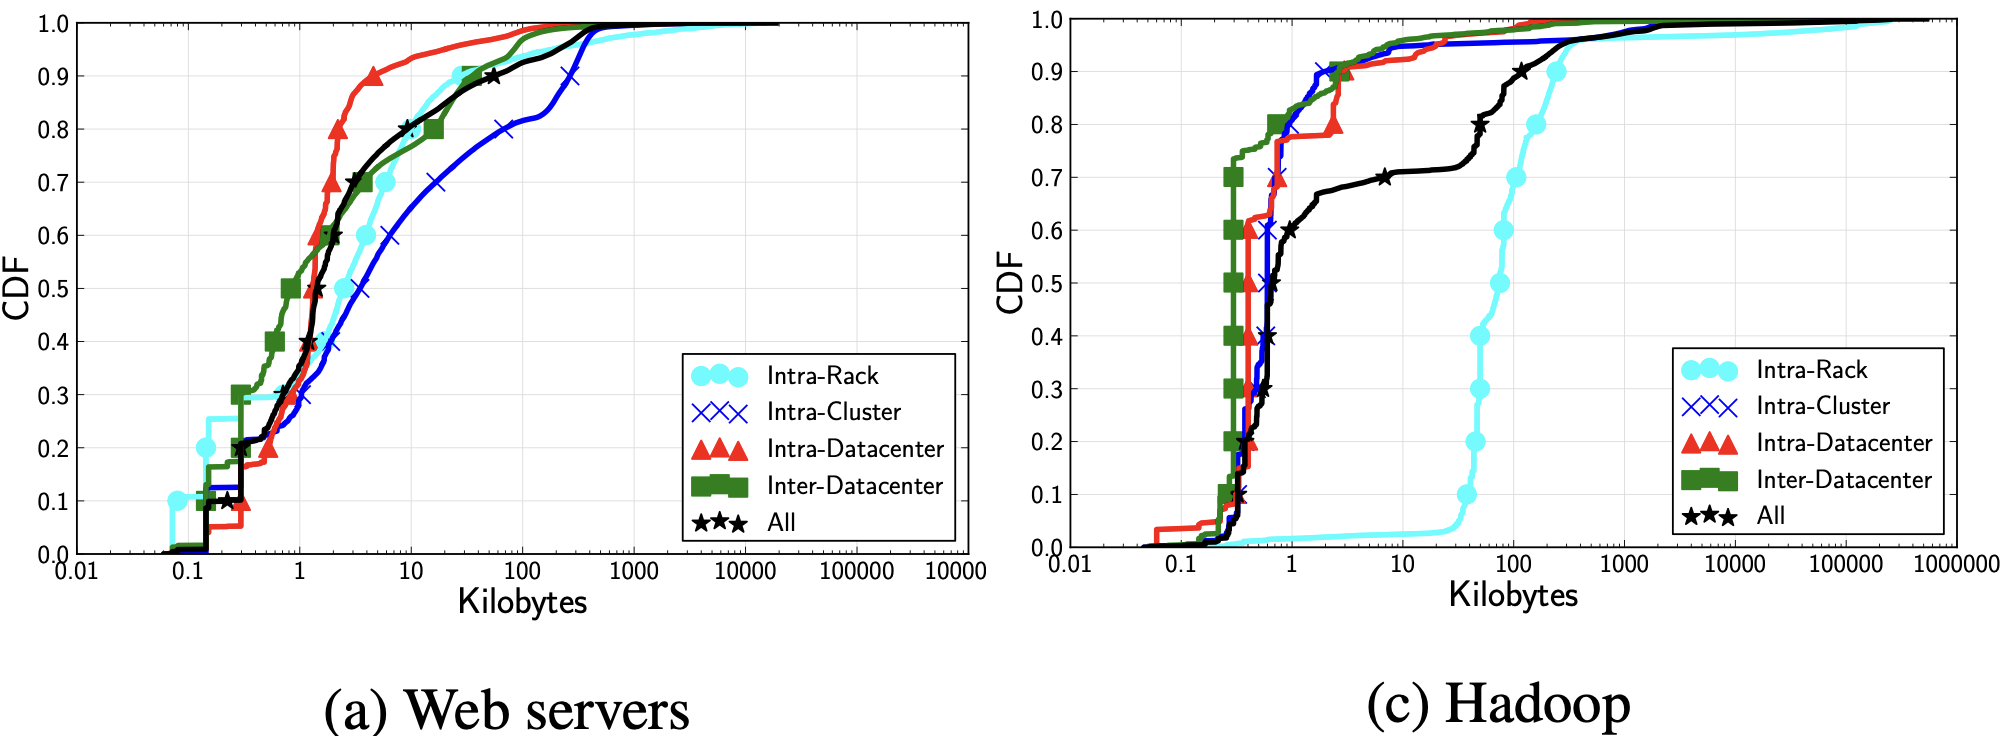 1.0
0.9
0.8
0.7
0.6
0.5
0.4
0.3
0.2
0.1
0.0
CDF
0.01 0.1 1 10 100 1000 10000 100000 10000
Kilobytes
Intra-Rack
Intra-Cluster
Intra-Datacenter
Inter-Datacenter
All
(a) Web servers
1.0
0.9
0.8
0.7
0.6
0.5
0.4
0.3
0.2
0.1
0.0
CDF
0.01 0.1 1 10 100 1000 10000 100000 1000000
Kilobytes
Intra-Rack
Intra-Cluster
Intra-Datacenter
Inter-Datacenter
All
(c) Hadoop